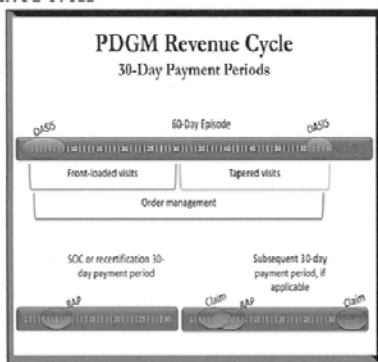 PDGM Revenue Cycle
30-Day Payment Periods
60-Day Episode
OASIS
OASIS
Front-loaded visits
Tapered visits
Order management
SOC or recertification 30-
day payment period
Subsequent 30-day
payment period, if
applicable
RAP
Claim
RAP
Claim